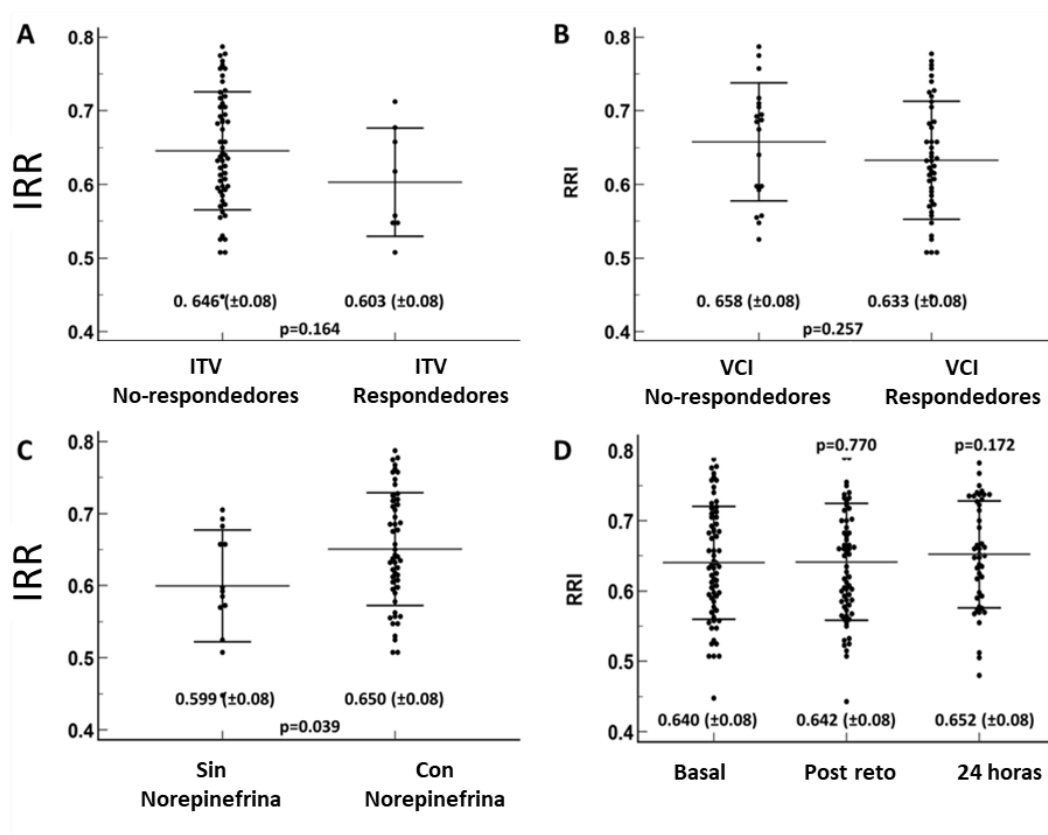 A
0.8
0.7
0.6
0.5
0.4
IRR
0. 646 (±0.08)
0.603 (±0.08)
p=0.164
ITV
No-respondedores
ITV
Respondedores
B
0.8
0.7
0.6
0.5
0.4
RRI
0. 658 (±0.08)
0.633 (±0.08)
p=0.257
VCI
No-respondedores
VCI
Respondedores
C
0.8
0.7
0.6
0.5
0.4
IRR
0.599 (±0.08)
0.650 (±0.08)
p=0.039
Sin
Norepinefrina
Con
Norepinefrina
D
0.8
0.7
0.6
0.5
0.4
RRI
p=0.770
p=0.172
0.640 (±0.08)
0.642 (±0.08)
0.652 (±0.08)
Basal
Post reto
24 horas